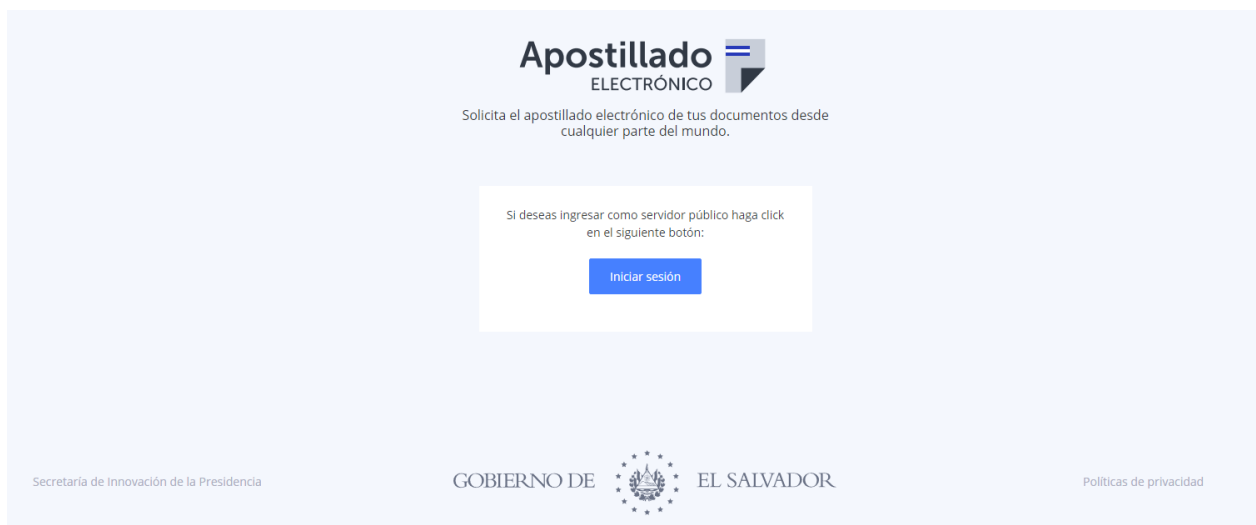 Apostillado
ELECTRÓNICO
Solicita el apostillado electrónico de tus documentos desde
cualquier parte del mundo.
Si deseas ingresar como servidor público haga click
en el siguiente botón:
Iniciar sesión
Secretaría de Innovación de la Presidencia
GOBIERNO DE EL SALVADOR
Políticas de privacidad